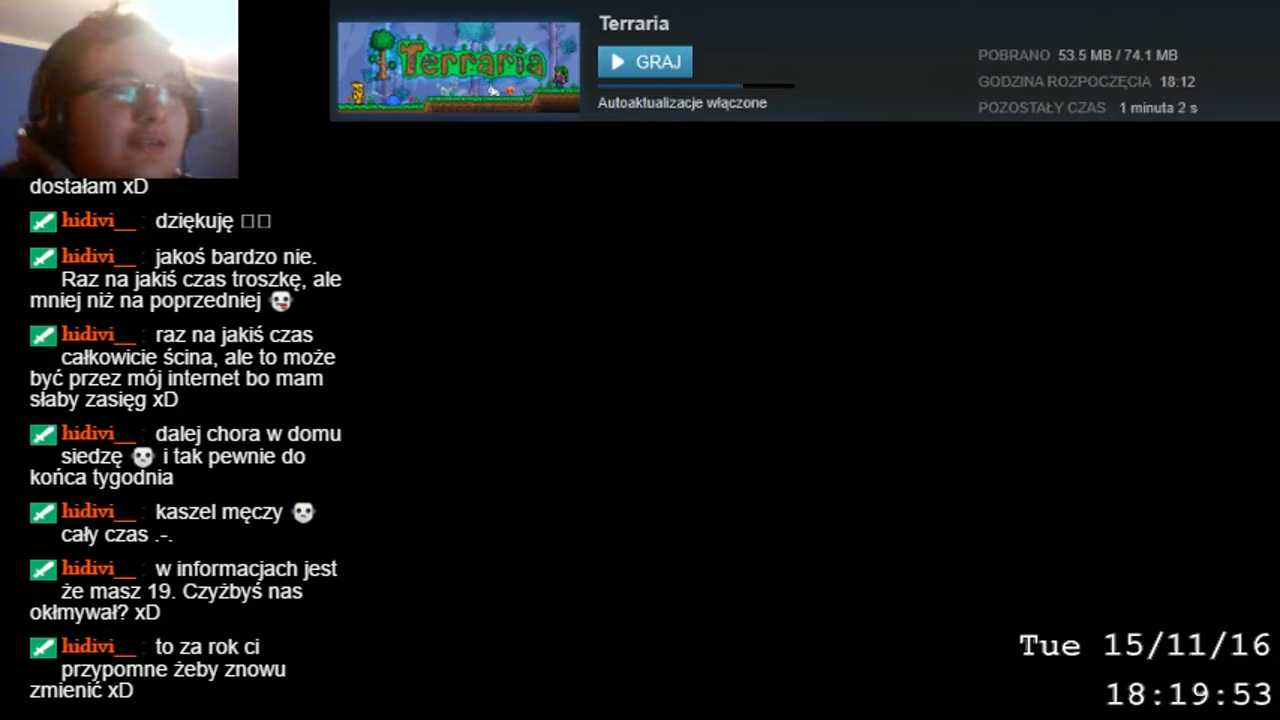 Terraria
Terraria
GRAJ
Autoaktualizacje włączone
POBRANO 53.5 MB / 74.1 MB
GODZINA ROZPOCZĘCIA 18:12
POZOSTAŁY CZAS 1 minuta 2 s
dostałam xD
hidivi__ : dziękuję
hidivi__ : jakoś bardzo nie.
Raz na jakiś czas troszkę, ale
mniej niż na poprzedniej
hidivi__ : raz na jakiś czas
całkowicie ścina, ale to może
być przez mój internet bo mam
słaby zasięg xD
hidivi__ : dalej chora w domu
siedzę i tak pewnie do
końca tygodnia
hidivi__ : kaszel męczy
cały czas .-.
hidivi__ : w informacjach jest
że masz 19. Czyżbyś nas
okłmywał? xD
hidivi__ : to za rok ci
przypomne żeby znowu
zmienić xD
Tue 15/11/16
18:19:53